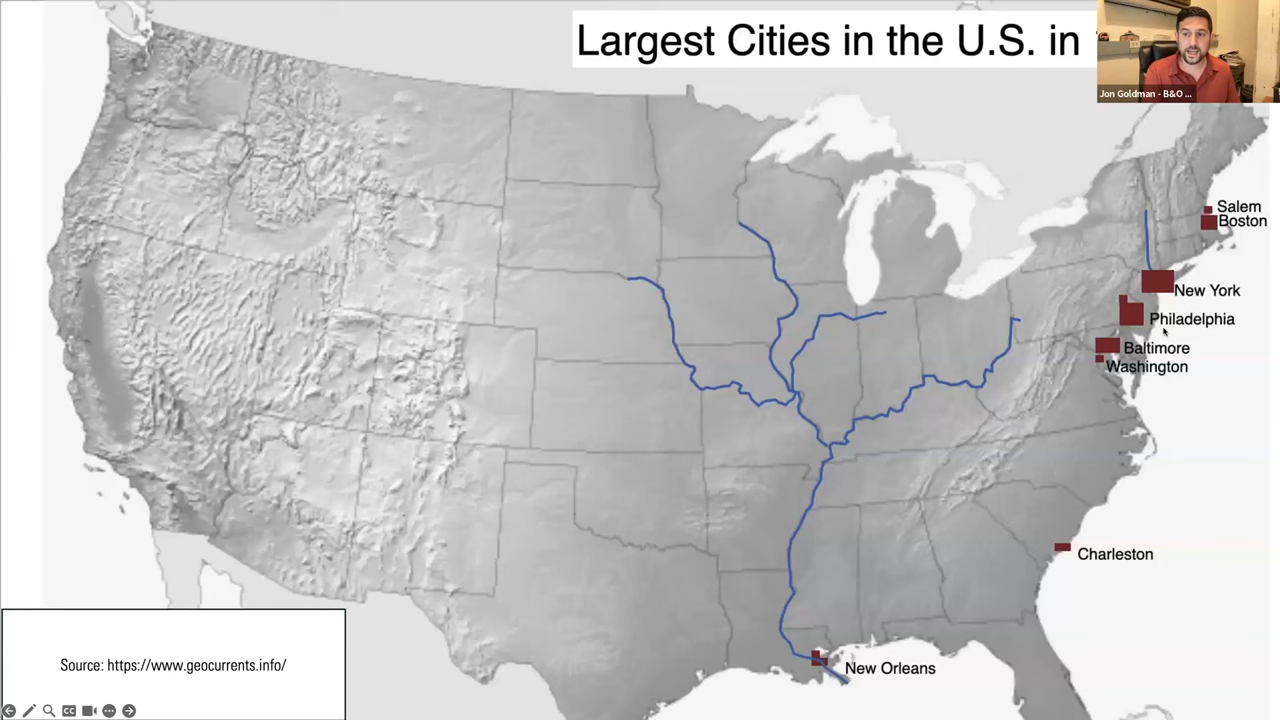 Largest Cities in the U.S. in
Jon Goldman - B&O ...
Salem
Boston
New York
Philadelphia
Baltimore
Washington
Charleston
New Orleans
Source: https://www.geocurrents.info/
CC